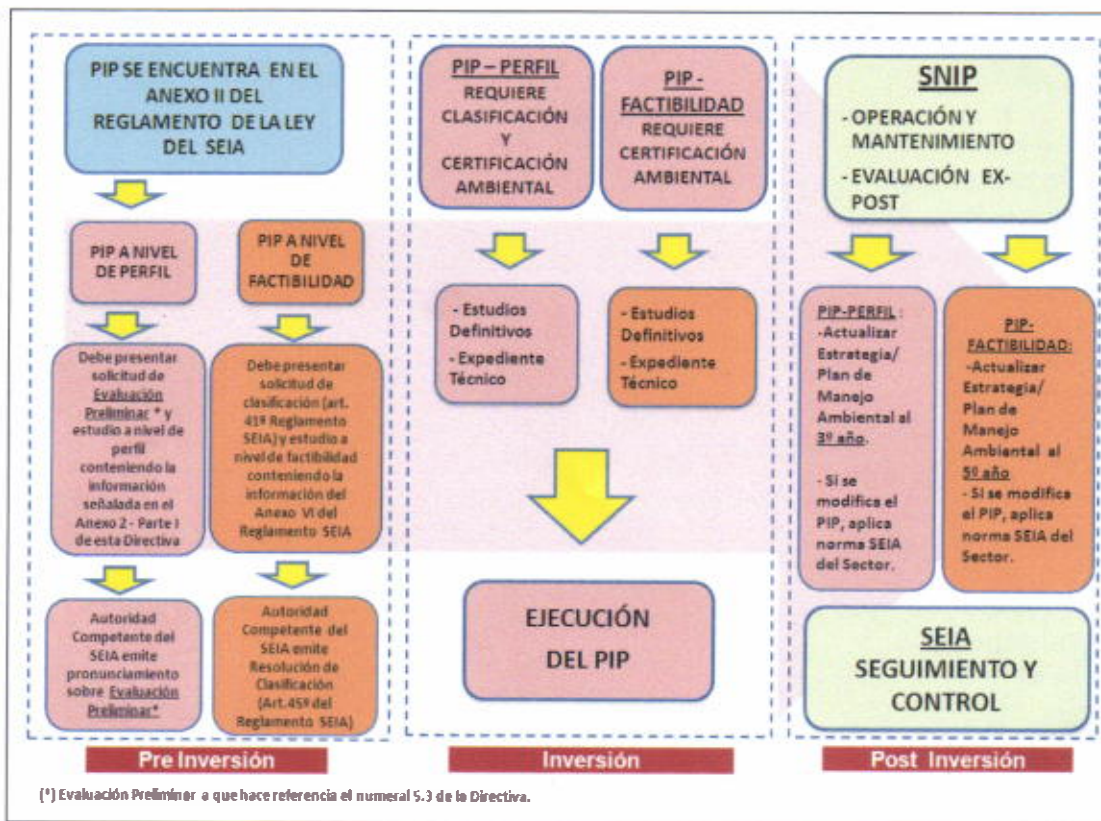 PIP SE ENCUENTRA EN EL
ANEXO II DEL
REGLAMENTO DE LA LEY
DEL SEIA
PIP A NIVEL
DE PERFIL
PIP A NIVEL
DE
FACTIBILIDAD
Debe presentar
solicitud de
Evaluación
Preliminar * y
estudio a nivel de
perfil
conteniendo la
información
señalada en el
Anexo 2 - Parte I
de esta Directiva
Debe presentar
solicitud de
clasificación (art.
41º Reglamento
SEIA) y estudio a
nivel de factibilidad
conteniendo la
información del
Anexo VI del
Reglamento SEIA
Autoridad
Competente del
SEIA emite
pronunciamiento
sobre Evaluación
Preliminar*
Autoridad
Competente del
SEIA emite
Resolución de
Clasificación
(Art.45º del
Reglamento SEIA)
Pre Inversión
PIP – PERFIL
REQUIERE
CLASIFICACIÓN
Y
CERTIFICACIÓN
AMBIENTAL
PIP -
FACTIBILIDAD
REQUIERE
CERTIFICACIÓN
AMBIENTAL
- Estudios
Definitivos
- Expediente
Técnico
- Estudios
Definitivos
- Expediente
Técnico
EJECUCIÓN
DEL PIP
Inversión
SNIP
- OPERACIÓN Y
MANTENIMIENTO
- EVALUACIÓN EX-
POST
PIP-PERFIL :
-Actualizar
Estrategia/
Plan de
Manejo
Ambiental al
3º año.
- Si se
modifica el
PIP, aplica
norma SEIA
del Sector.
PIP-
FACTIBILIDAD:
-Actualizar
Estrategia/
Plan de
Manejo
Ambiental al
5º año
- Si se modifica
el PIP, aplica
norma SEIA del
Sector.
SEIA
SEGUIMIENTO Y
CONTROL
Post Inversión
(*) Evaluación Preliminar a que hace referencia el numeral 5.3 de la Directiva.